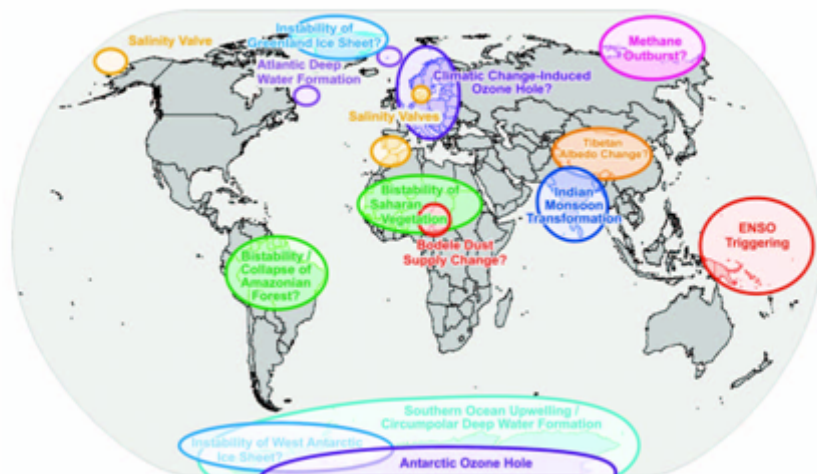 Instability of
Greenland Ice Sheet?
Salinity Valve
Methane
Outburst?
Atlantic Deep
Water Formation
Climatic Change-Induced
Ozone Hole?
Salinity Valves
Tibetan
Albedo Change?
Bistability of
Saharan
Vegetation
Indian
Monsoon
Transformation
ENSO
Triggering
Bodele Dust
Supply Change?
Bistability /
Collapse of
Amazonian
Forest?
Southern Ocean Upwelling /
Circumpolar Deep Water Formation
Instability of West Antarctic
Ice Sheet?
Antarctic Ozone Hole